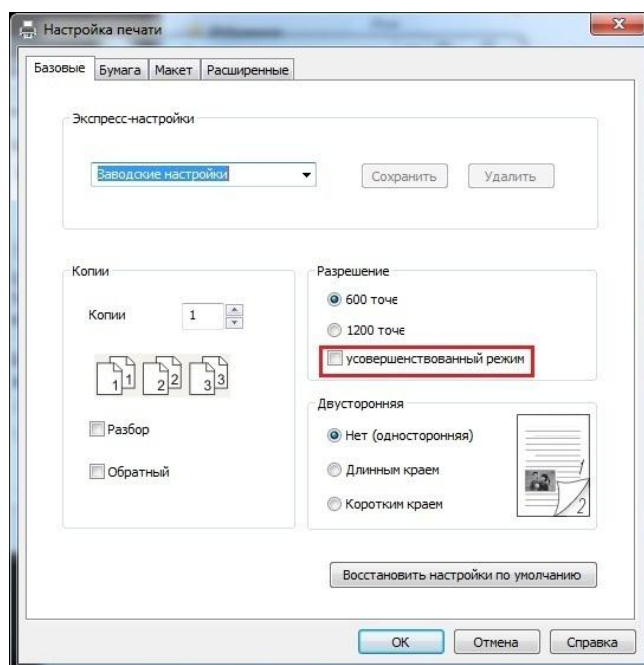 Настройка печати
Базовые Бумага Макет Расширенные
Экспресс-настройки
Заводские настройки Сохранить Удалить
Копии
Копии 1
1 1 2 2 3 3
Разбор
Обратный
Разрешение
600 точе
1200 точе
усовершенствованный режим
Двусторонняя
Нет (односторонняя)
Длинным краем
Коротким краем
1
2
Восстановить настройки по умолчанию
OK Отмена Справка